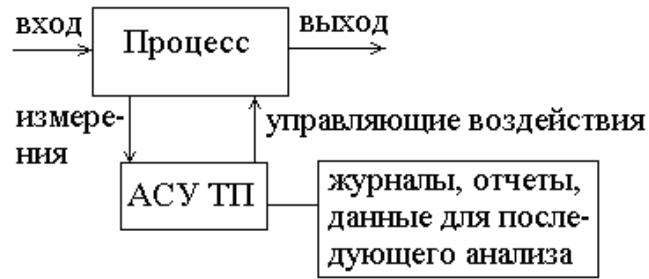 вход
Процесс
выход
измере-
ния
управляющие воздействия
АСУ ТП
журналы, отчеты,
данные для после-
дующего анализа